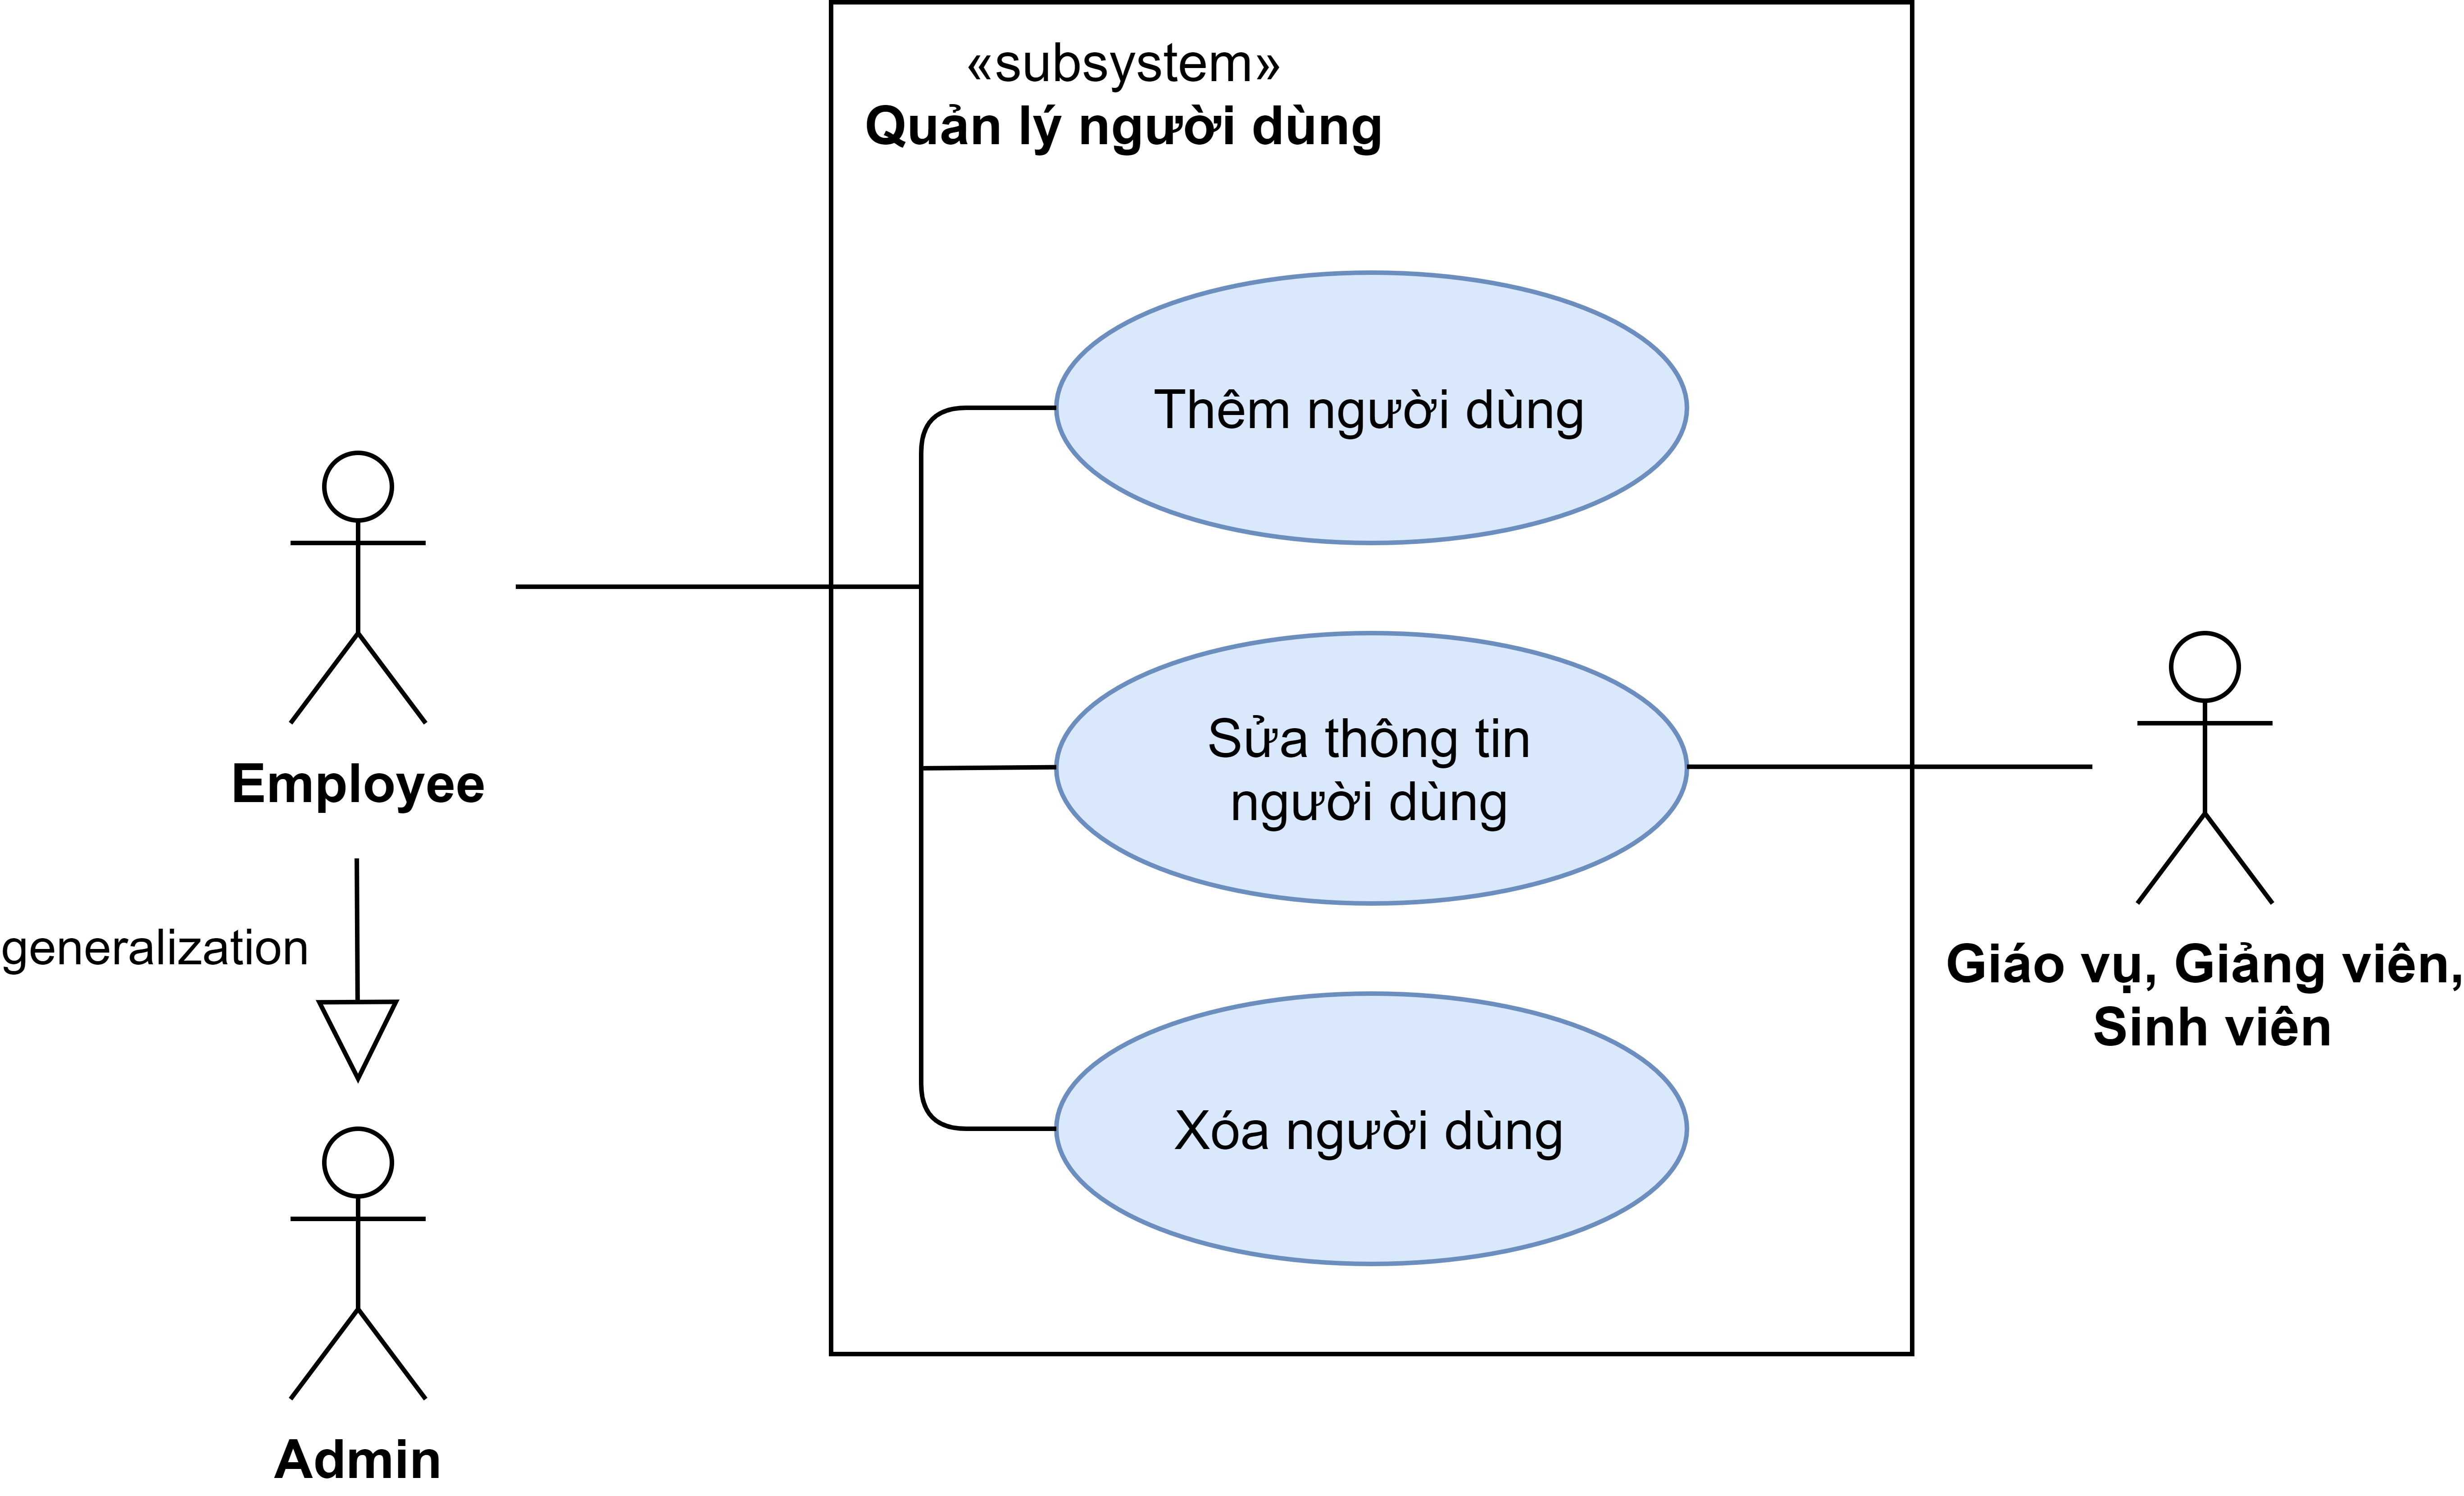 «subsystem»
Quản lý người dùng
Thêm người dùng
Employee
Sửa thông tin
người dùng
generalization
Giáo vụ, Giảng viên,
Sinh viên
Xóa người dùng
Admin